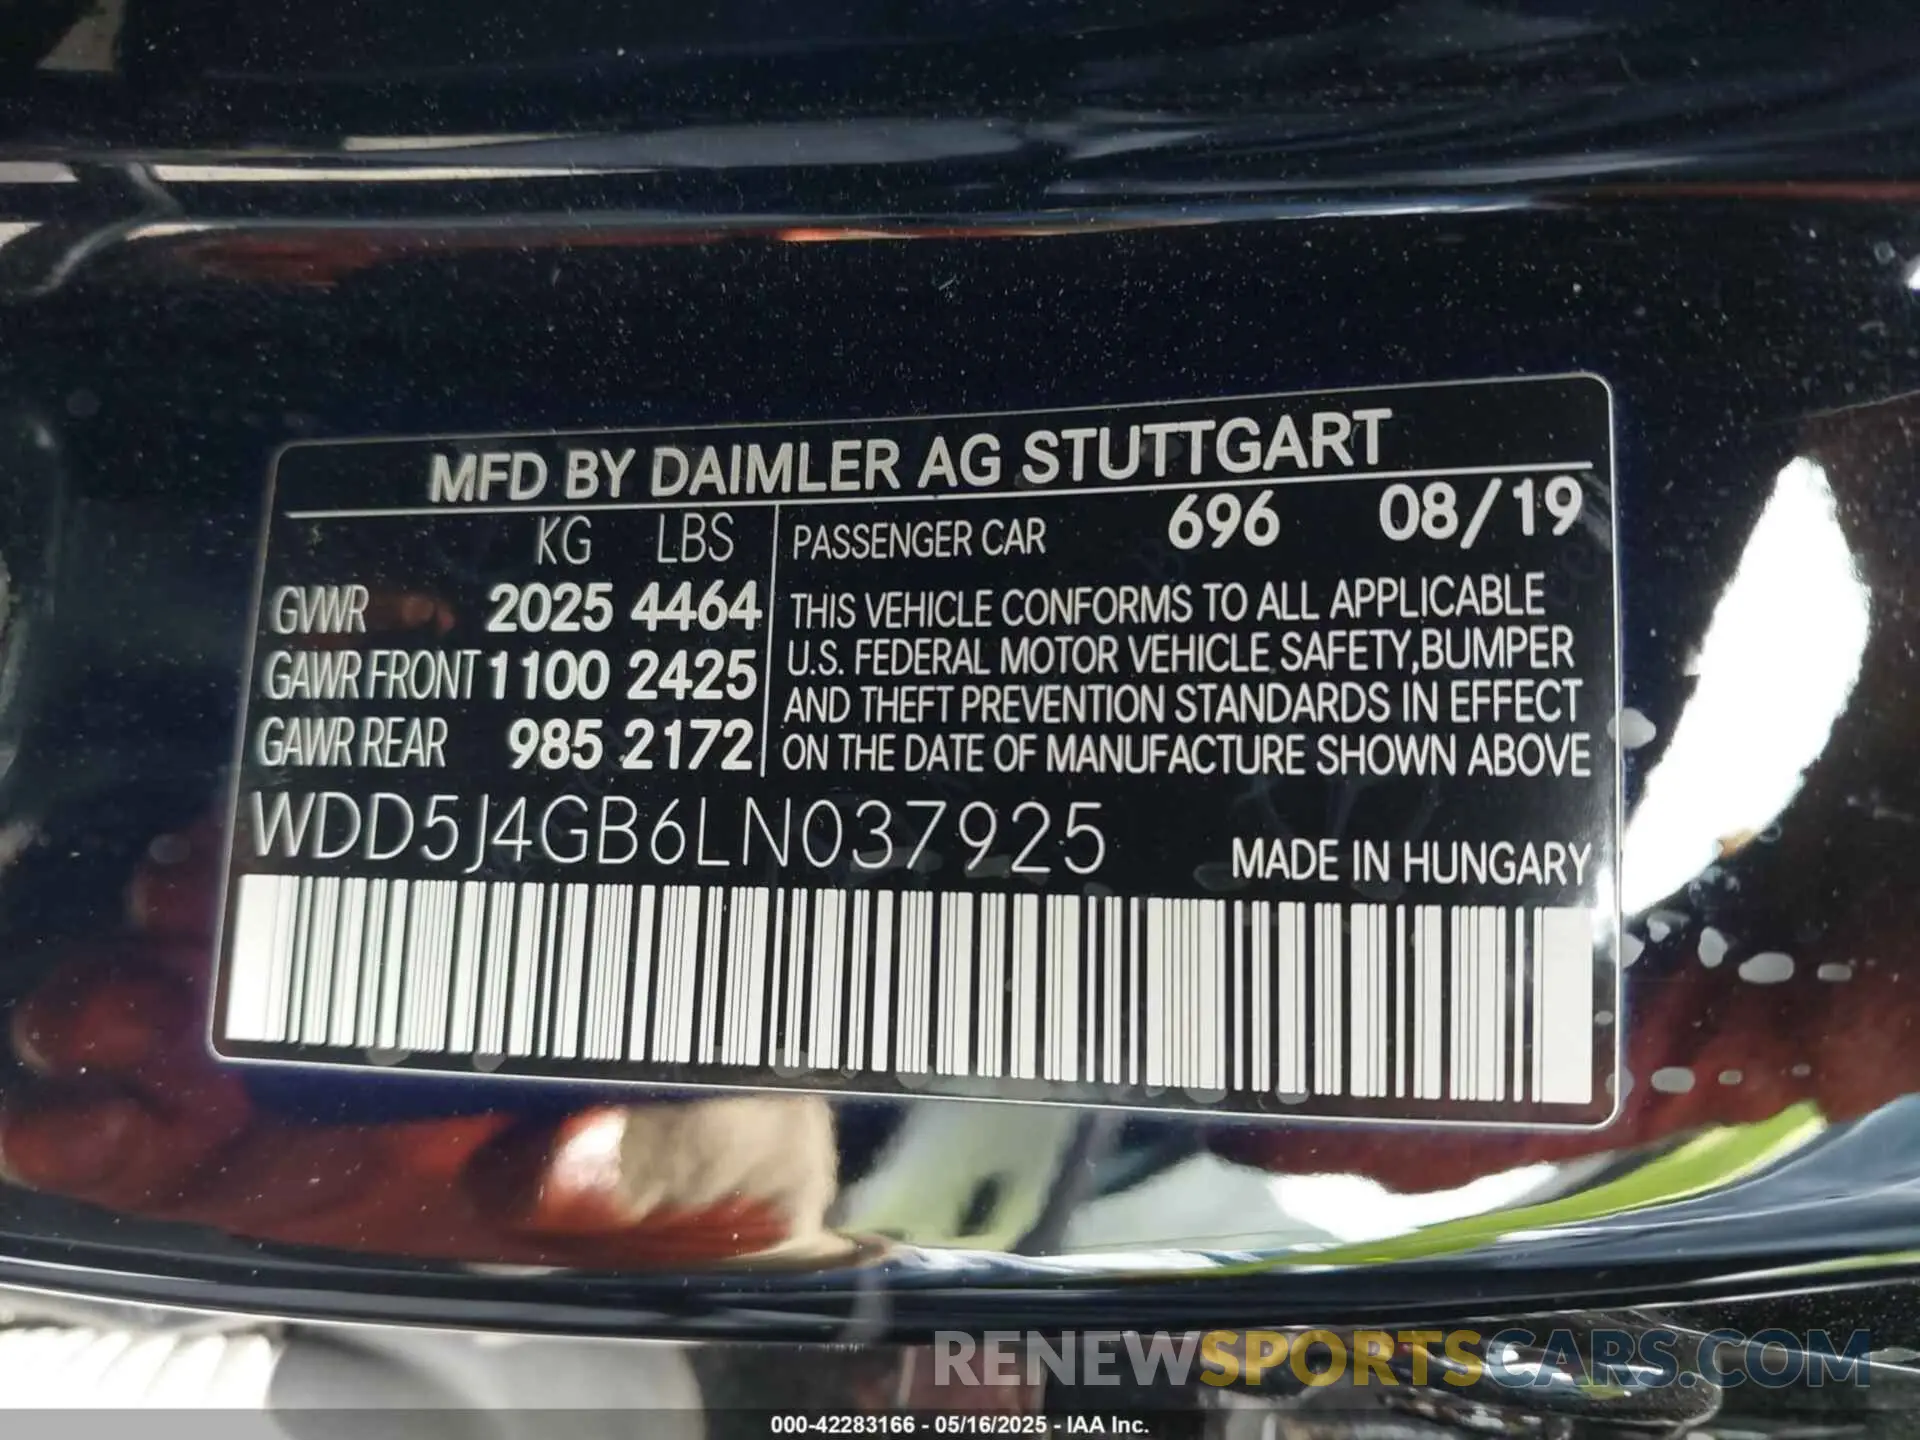 MFD BY DAIMLER AG STUTTGART
KG LBS
PASSENGER CAR 696 08/19
GVWR 2025 4464
GAWR FRONT 1100 2425
GAWR REAR 985 2172
THIS VEHICLE CONFORMS TO ALL APPLICABLE
U.S. FEDERAL MOTOR VEHICLE SAFETY,BUMPER
AND THEFT PREVENTION STANDARDS IN EFFECT
ON THE DATE OF MANUFACTURE SHOWN ABOVE
WDD5J4GB6LN037925
MADE IN HUNGARY
RENEWSPORTSCARS.COM
000-42283166 - 05/16/2025 - IAA Inc.